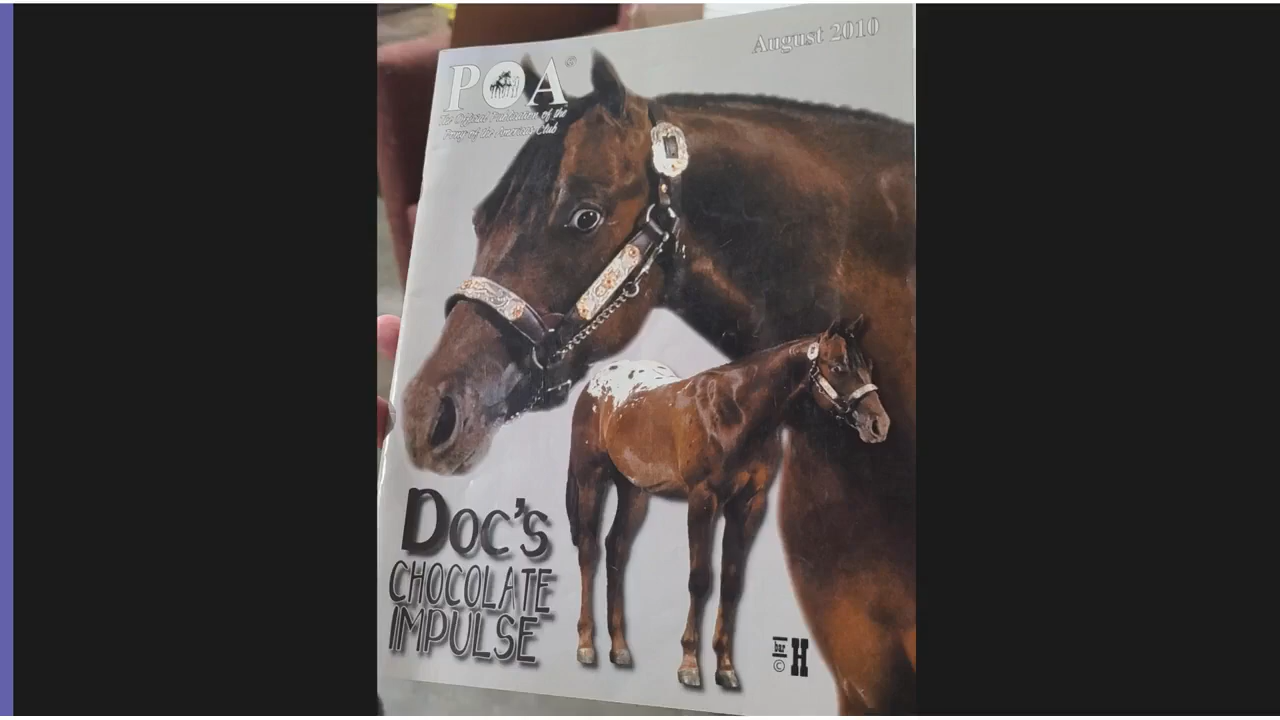 August 2010
POA©
The Official Publication of the
Pony of the Americas Club
DOC'S
CHOCOLATE
IMPULSE
bar H
©